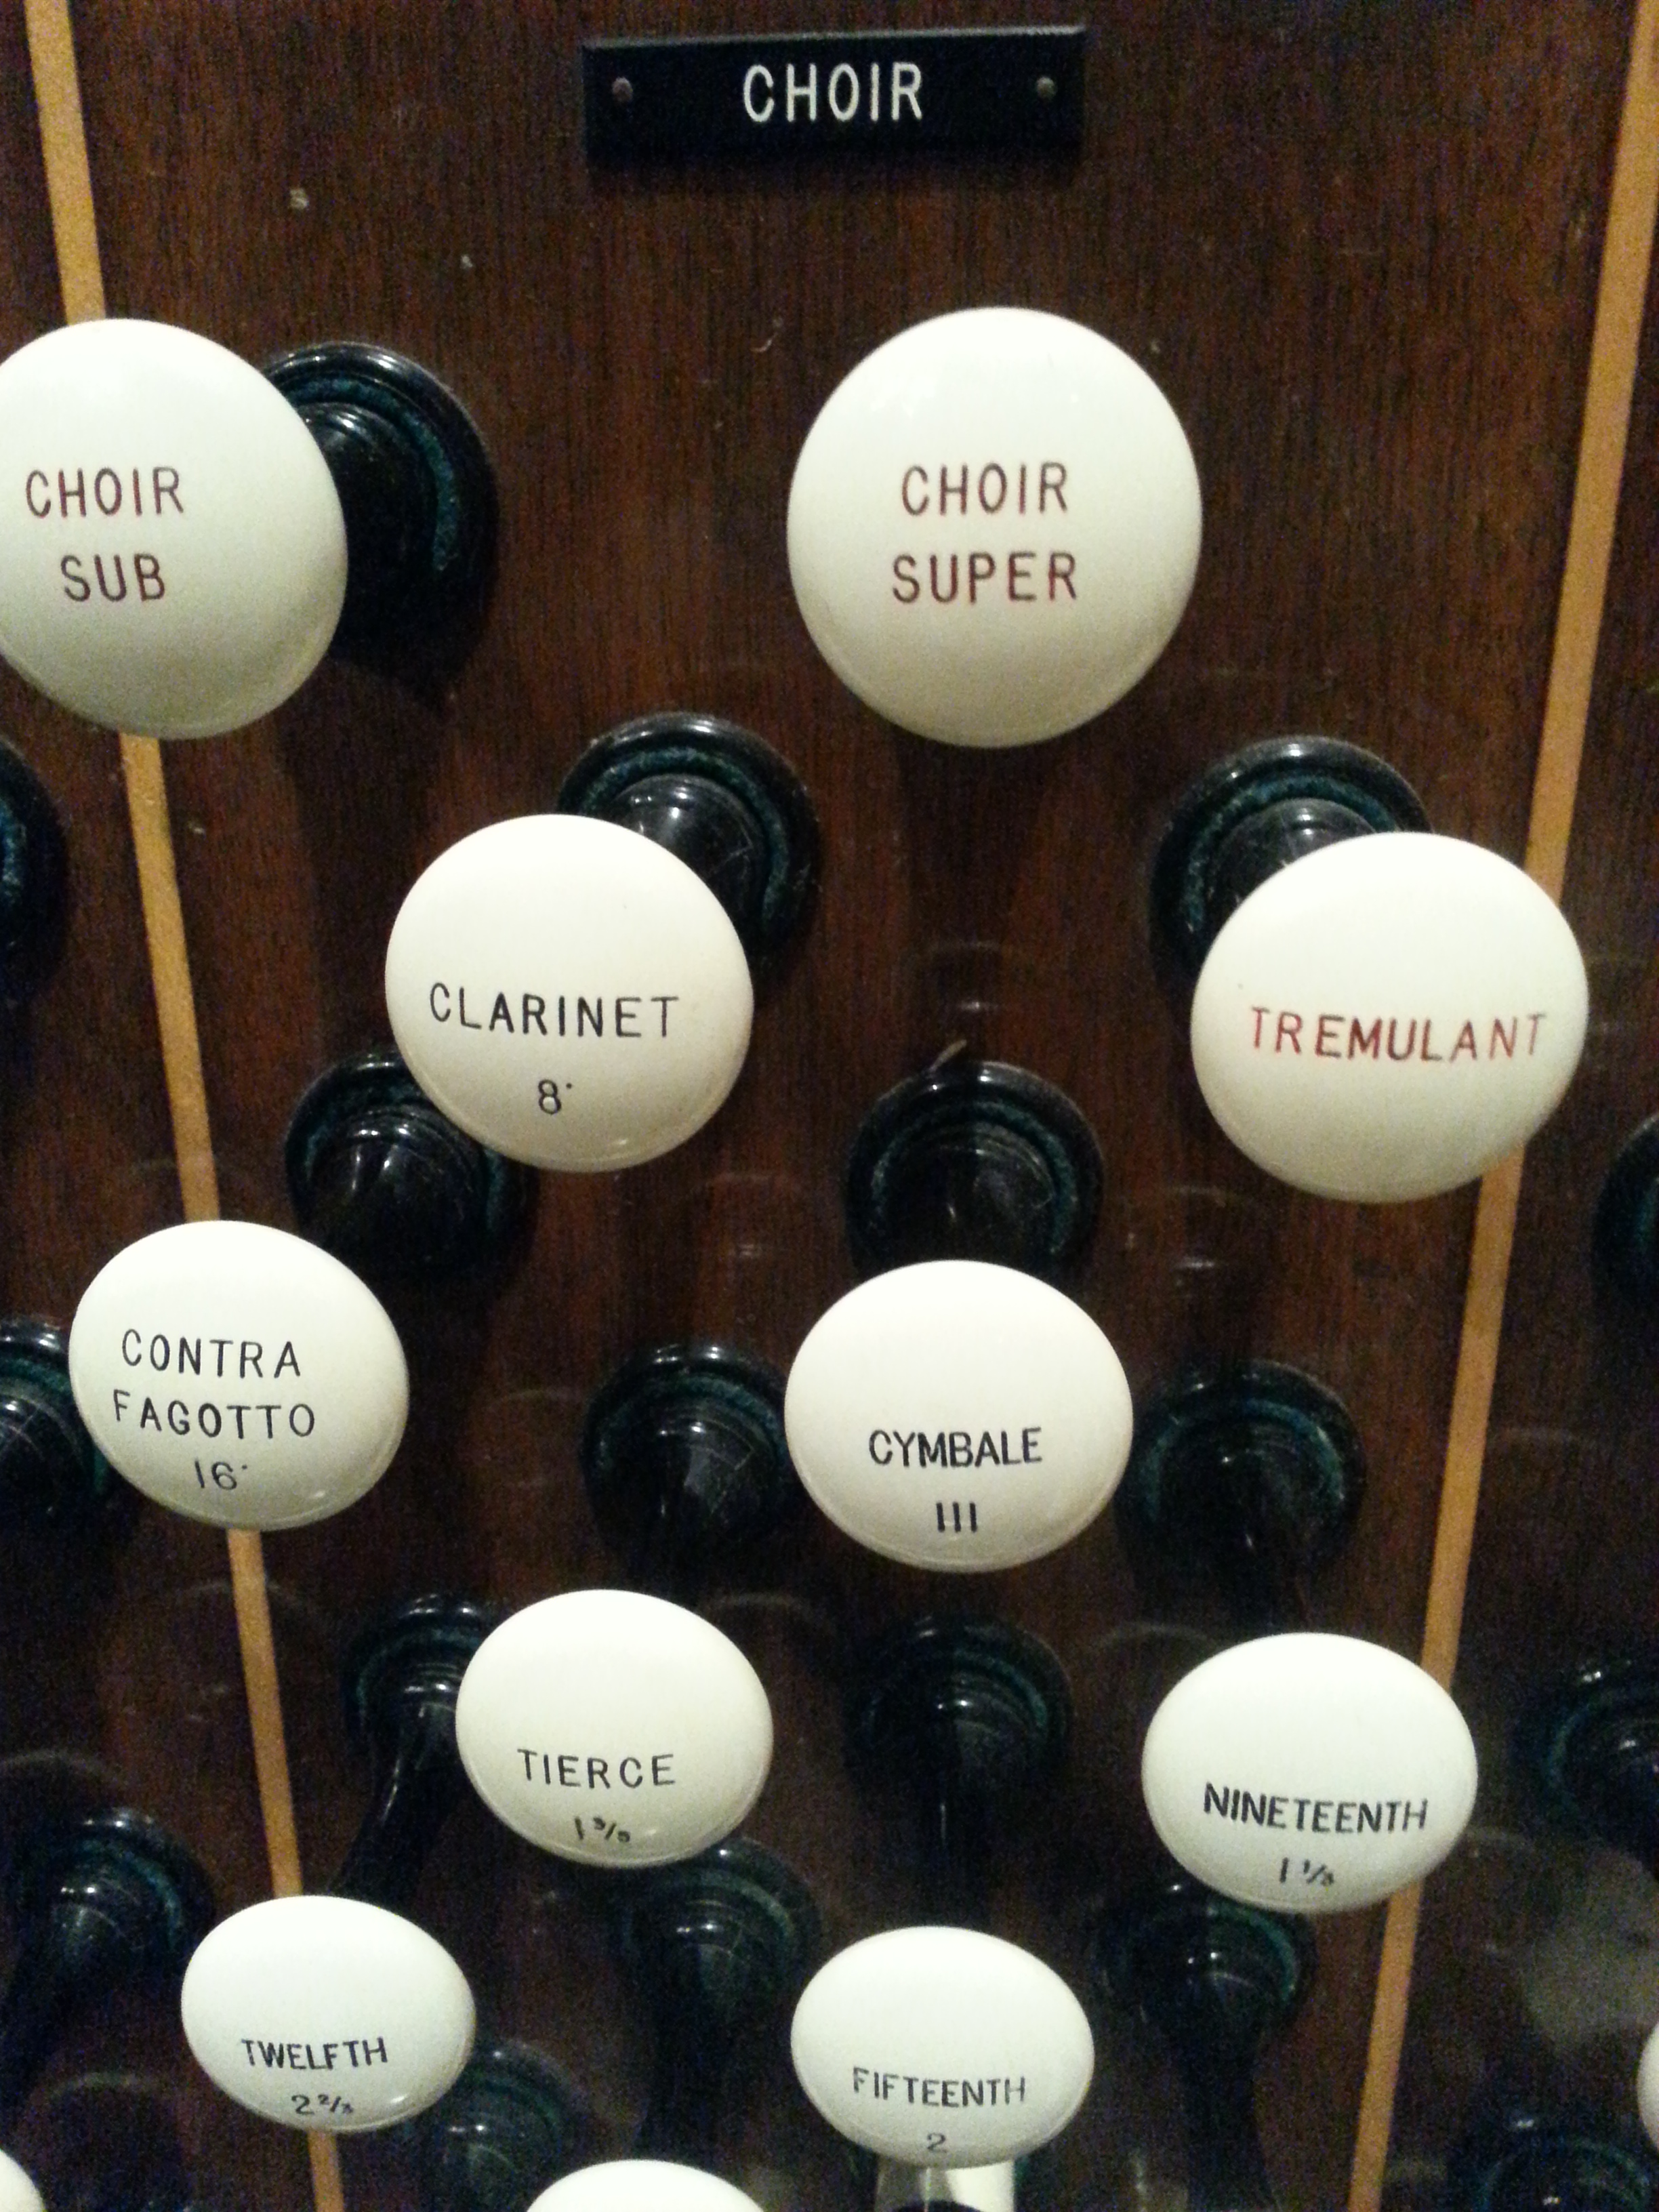 CHOIR
CHOIR
SUB
CHOIR
SUPER
CLARINET
8'
TREMULANT
CONTRA
FAGOTTO
16'
CYMBALE
III
TIERCE
1 3/5
NINETEENTH
1 1/3
TWELFTH
2 2/3
FIFTEENTH
2